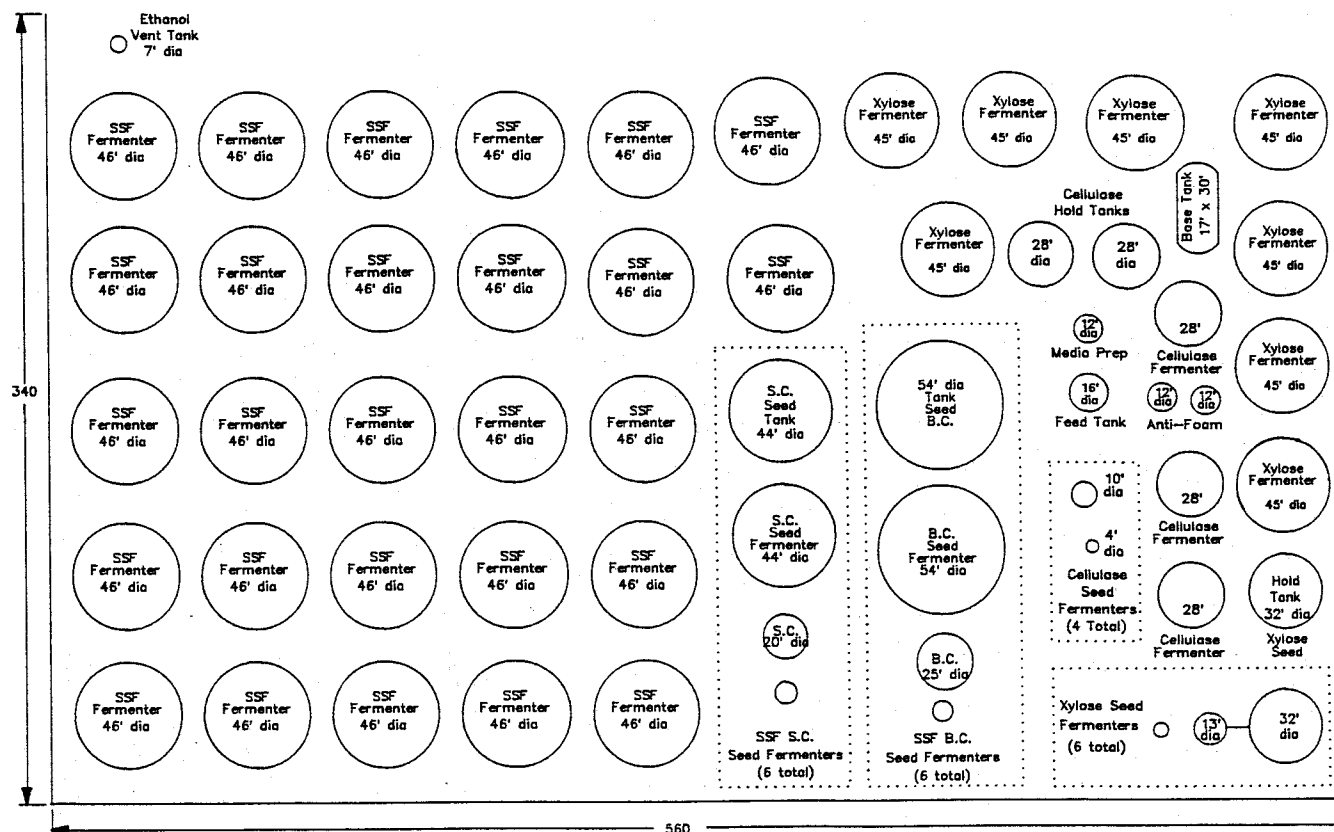 Ethanol
Vent Tank
7' dia
SSF
Fermenter
46' dia
SSF
Fermenter
46' dia
SSF
Fermenter
46' dia
SSF
Fermenter
46' dia
SSF
Fermenter
46' dia
SSF
Fermenter
46' dia
Xylose
Fermenter
45' dia
Xylose
Fermenter
45' dia
Xylose
Fermenter
45' dia
Xylose
Fermenter
45' dia
SSF
Fermenter
46' dia
SSF
Fermenter
46' dia
SSF
Fermenter
46' dia
SSF
Fermenter
46' dia
SSF
Fermenter
46' dia
SSF
Fermenter
46' dia
Xylose
Fermenter
45' dia
Cellulase
Hold Tanks
28'
dia
28'
dia
Base Tank
17' x 30'
Xylose
Fermenter
45' dia
12'
dia
Media Prep
28'
Cellulase
Fermenter
Xylose
Fermenter
45' dia
340
SSF
Fermenter
46' dia
SSF
Fermenter
46' dia
SSF
Fermenter
46' dia
SSF
Fermenter
46' dia
SSF
Fermenter
46' dia
S.C.
Seed
Tank
44' dia
54' dia
Tank
Seed
B.C.
16'
dia
Feed Tank
12'
dia
12'
dia
Anti-Foam
Xylose
Fermenter
45' dia
S.C.
Seed
Fermenter
44' dia
B.C.
Seed
Fermenter
54' dia
10'
dia
4'
dia
Cellulase
Seed
Fermenters
(4 Total)
28'
Cellulase
Fermenter
SSF
Fermenter
46' dia
SSF
Fermenter
46' dia
SSF
Fermenter
46' dia
SSF
Fermenter
46' dia
SSF
Fermenter
46' dia
28'
Cellulase
Fermenter
Hold
Tank
32' dia
Xylose
Seed
S.C.
20' dia
B.C.
25' dia
SSF
Fermenter
46' dia
SSF
Fermenter
46' dia
SSF
Fermenter
46' dia
SSF
Fermenter
46' dia
SSF
Fermenter
46' dia
SSF S.C.
Seed Fermenters
(6 total)
SSF B.C.
Seed Fermenters
(6 total)
Xylose Seed
Fermenters
(6 total)
13'
dia
32'
dia
560